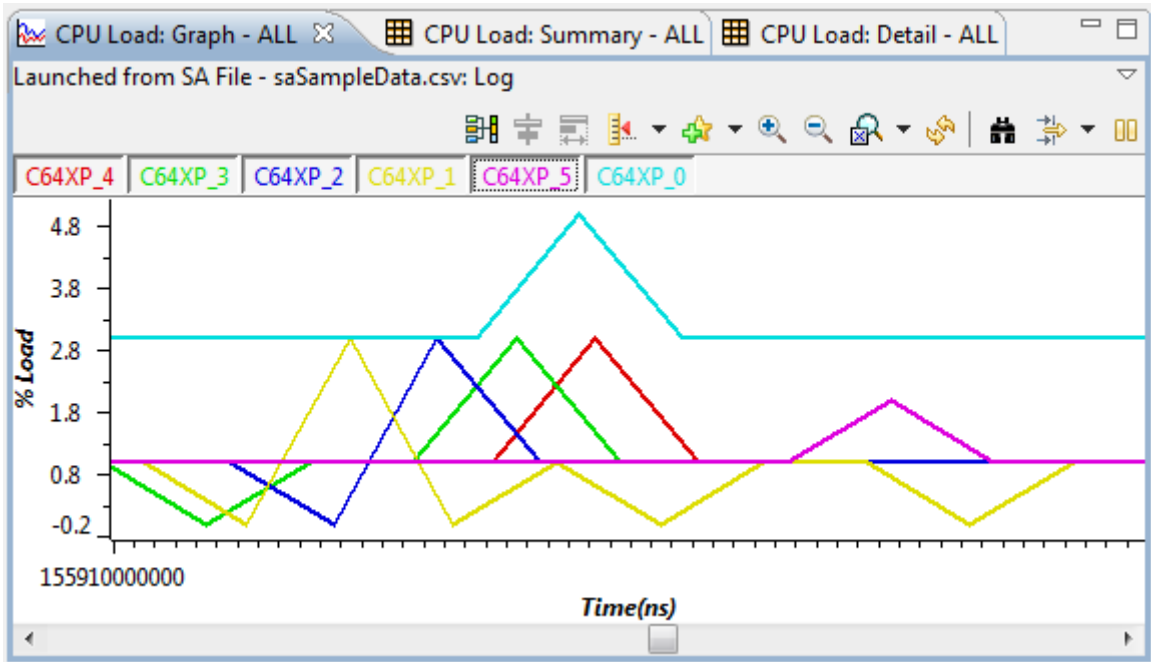 CPU Load: Graph - ALL CPU Load: Summary - ALL CPU Load: Detail - ALL
Launched from SA File - saSampleData.csv: Log
C64XP_4 C64XP_3 C64XP_2 C64XP_1 C64XP_5 C64XP_0
4.8
3.8
2.8
1.8
0.8
-0.2
% Load
155910000000
Time(ns)